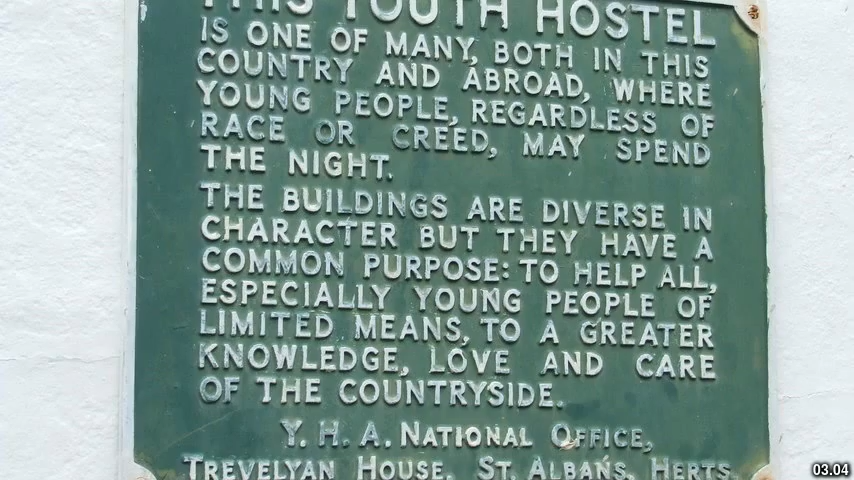 THIS YOUTH HOSTEL
IS ONE OF MANY, BOTH IN THIS
COUNTRY AND ABROAD, WHERE
YOUNG PEOPLE, REGARDLESS OF
RACE OR CREED, MAY SPEND
THE NIGHT.
THE BUILDINGS ARE DIVERSE IN
CHARACTER BUT THEY HAVE A
COMMON PURPOSE: TO HELP ALL,
ESPECIALLY YOUNG PEOPLE OF
LIMITED MEANS, TO A GREATER
KNOWLEDGE, LOVE AND CARE
OF THE COUNTRYSIDE.
Y. H. A. NATIONAL OFFICE,
TREVELYAN HOUSE, ST. ALBANS, HERTS.
03.04